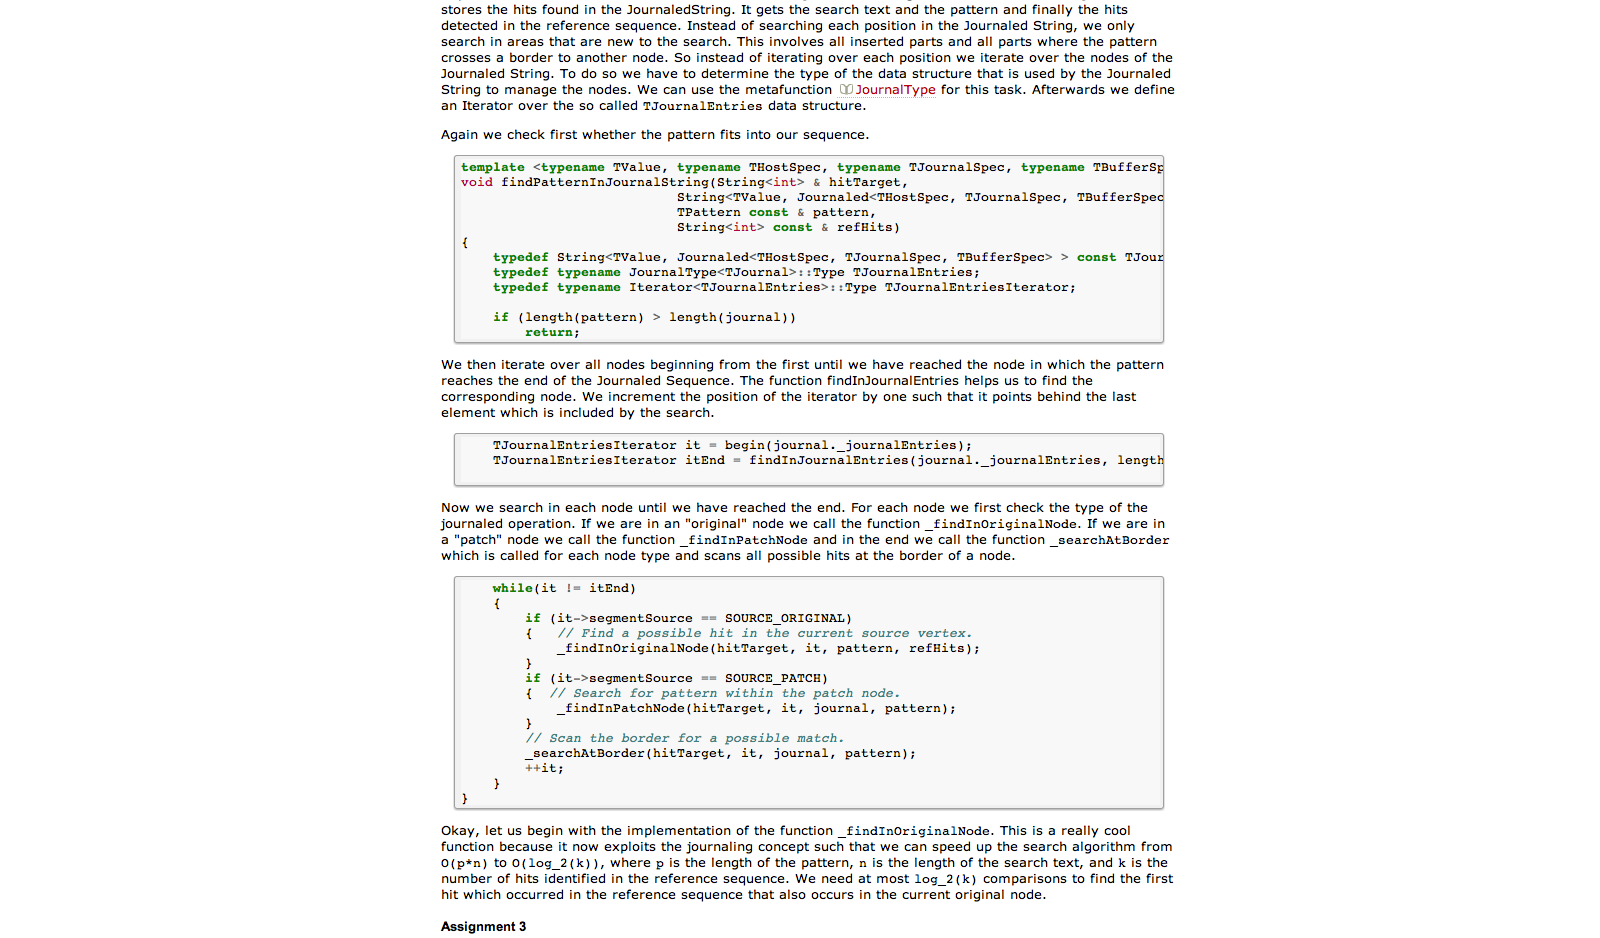 stores the hits found in the JournaledString. It gets the search text and the pattern and finally the hits
detected in the reference sequence. Instead of searching each position in the Journaled String, we only
search in areas that are new to the search. This involves all inserted parts and all parts where the pattern
crosses a border to another node. So instead of iterating over each position we iterate over the nodes of the
Journaled String. To do so we have to determine the type of the data structure that is used by the Journaled
String to manage the nodes. We can use the metafunction JournalType for this task. Afterwards we define
an Iterator over the so called TJournalEntries data structure.
Again we check first whether the pattern fits into our sequence.
template <typename TValue, typename THostSpec, typename TJournalSpec, typename TBufferSp
void findPatternInJournalString(String<int> & hitTarget,
String<TValue, Journaled<THostSpec, TJournalSpec, TBufferSpec
TPattern const & pattern,
String<int> const & refHits)
{
typedef String<TValue, Journaled<THostSpec, TJournalSpec, TBufferSpec> > const TJour
typedef typename JournalType<TJournal>::Type TJournalEntries;
typedef typename Iterator<TJournalEntries>::Type TJournalEntriesIterator;
if (length(pattern) > length(journal))
return;
We then iterate over all nodes beginning from the first until we have reached the node in which the pattern
reaches the end of the Journaled Sequence. The function findInJournalEntries helps us to find the
corresponding node. We increment the position of the iterator by one such that it points behind the last
element which is included by the search.
TJournalEntriesIterator it = begin(journal._journalEntries);
TJournalEntriesIterator itEnd = findInJournalEntries(journal._journalEntries, length
Now we search in each node until we have reached the end. For each node we first check the type of the
journaled operation. If we are in an "original" node we call the function _findInOriginalNode. If we are in
a "patch" node we call the function _findInPatchNode and in the end we call the function _searchAtBorder
which is called for each node type and scans all possible hits at the border of a node.
while(it != itEnd)
{
if (it->segmentSource == SOURCE_ORIGINAL)
{ // Find a possible hit in the current source vertex.
_findInOriginalNode(hitTarget, it, pattern, refHits);
}
if (it->segmentSource == SOURCE_PATCH)
{ // Search for pattern within the patch node.
_findInPatchNode(hitTarget, it, journal, pattern);
}
// Scan the border for a possible match.
_searchAtBorder(hitTarget, it, journal, pattern);
++it;
}
}
Okay, let us begin with the implementation of the function _findInOriginalNode. This is a really cool
function because it now exploits the journaling concept such that we can speed up the search algorithm from
O(p*n) to O(log_2(k)), where p is the length of the pattern, n is the length of the search text, and k is the
number of hits identified in the reference sequence. We need at most log_2(k) comparisons to find the first
hit which occurred in the reference sequence that also occurs in the current original node.
Assignment 3